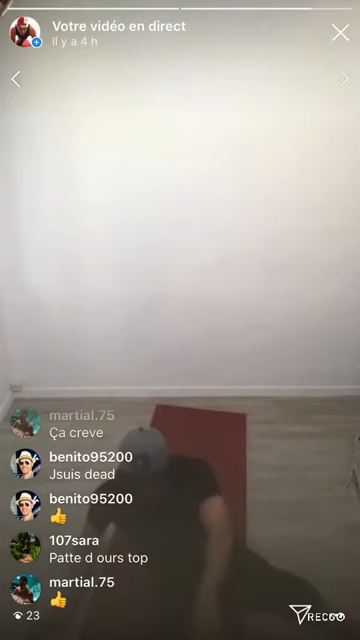 Votre vidéo en direct
Il y a 4 h
martial.75
Ça creve
benito95200
Jsuis dead
benito95200
👍
107sara
Patte d ours top
martial.75
👍
23
RECGO